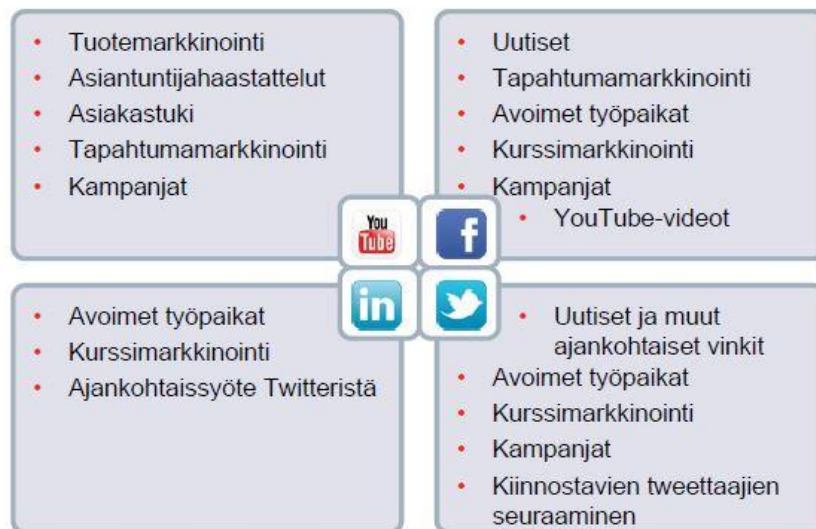 • Tuotemarkkinointi
• Asiantuntijahaastattelut
• Asiakastuki
• Tapahtumamarkkinointi
• Kampanjat
• Uutiset
• Tapahtumamarkkinointi
• Avoimet työpaikat
• Kurssimarkkinointi
• Kampanjat
• YouTube-videot
You
Tube
f
in
• Avoimet työpaikat
• Kurssimarkkinointi
• Ajankohtaissyöte Twitteristä
• Uutiset ja muut
ajankohtaiset vinkit
• Avoimet työpaikat
• Kurssimarkkinointi
• Kampanjat
• Kiinnostavien tweettaajien
seuraaminen